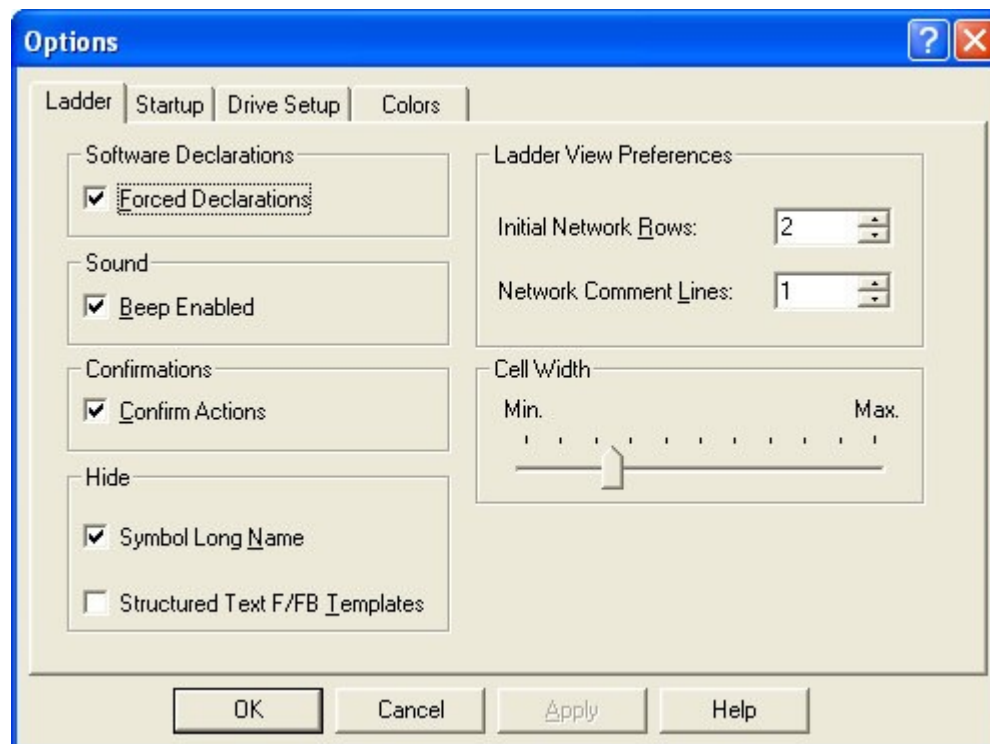 Options
Ladder Startup Drive Setup Colors
Software Declarations
Forced Declarations
Sound
Beep Enabled
Confirmations
Confirm Actions
Hide
Symbol Long Name
Structured Text F/FB Templates
Ladder View Preferences
Initial Network Rows: 2
Network Comment Lines: 1
Cell Width
Min. Max.
OK Cancel Apply Help